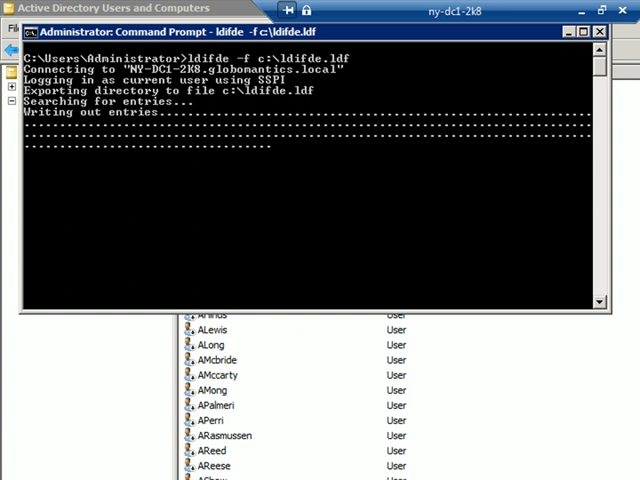 Active Directory Users and Computers
ny-dc1-2k8
Administrator: Command Prompt - ldifde -f c:\ldifde.ldf
C:\Users\Administrator>ldifde -f c:\ldifde.ldf
Connecting to "NY-DC1-2K8.globomantics.local"
Logging in as current user using SSPI
Exporting directory to file c:\ldifde.ldf
Searching for entries...
Writing out entries............................................................
...............................................................................
...............................................................................
..................................
User
ALewis User
ALong User
AMcbride User
AMccarty User
AMong User
APalmeri User
APerri User
ARasmussen User
AReed User
AReese User
User